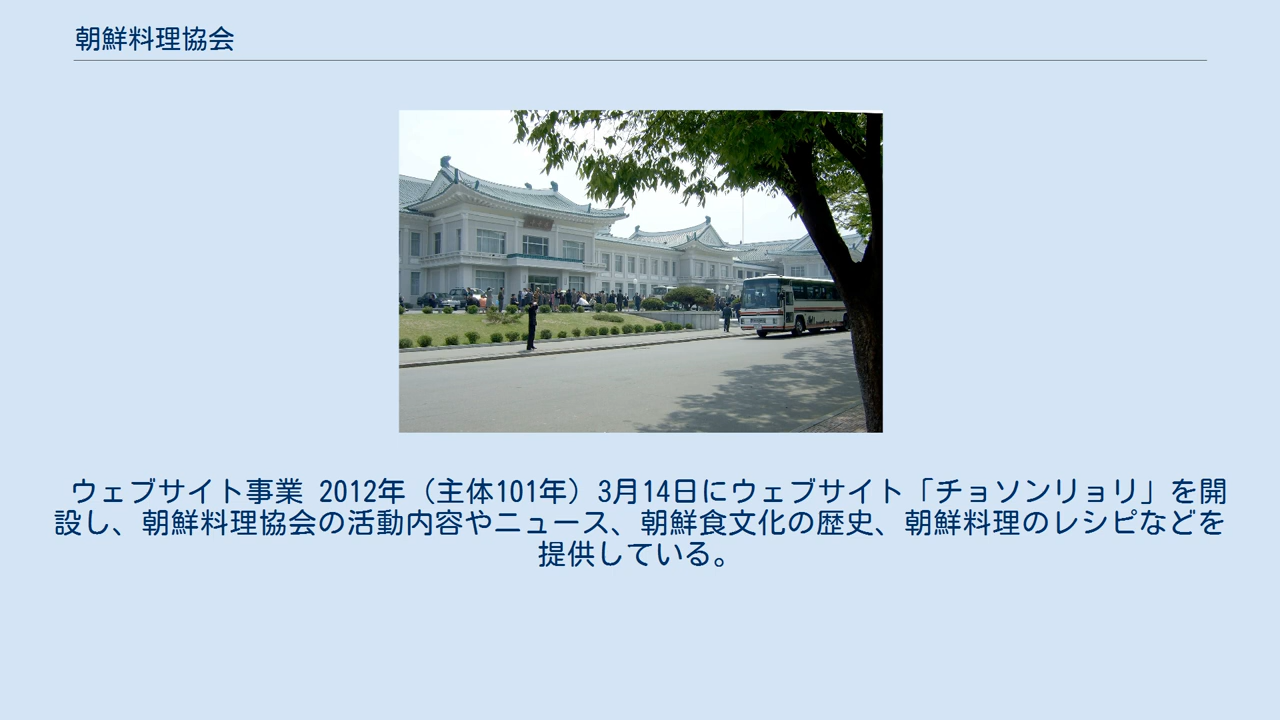 朝鮮料理協会
ウェブサイト事業 2012年（主体101年）3月14日にウェブサイト「チョソンリョリ」を開
設し、朝鮮料理協会の活動内容やニュース、朝鮮食文化の歴史、朝鮮料理のレシピなどを
提供している。